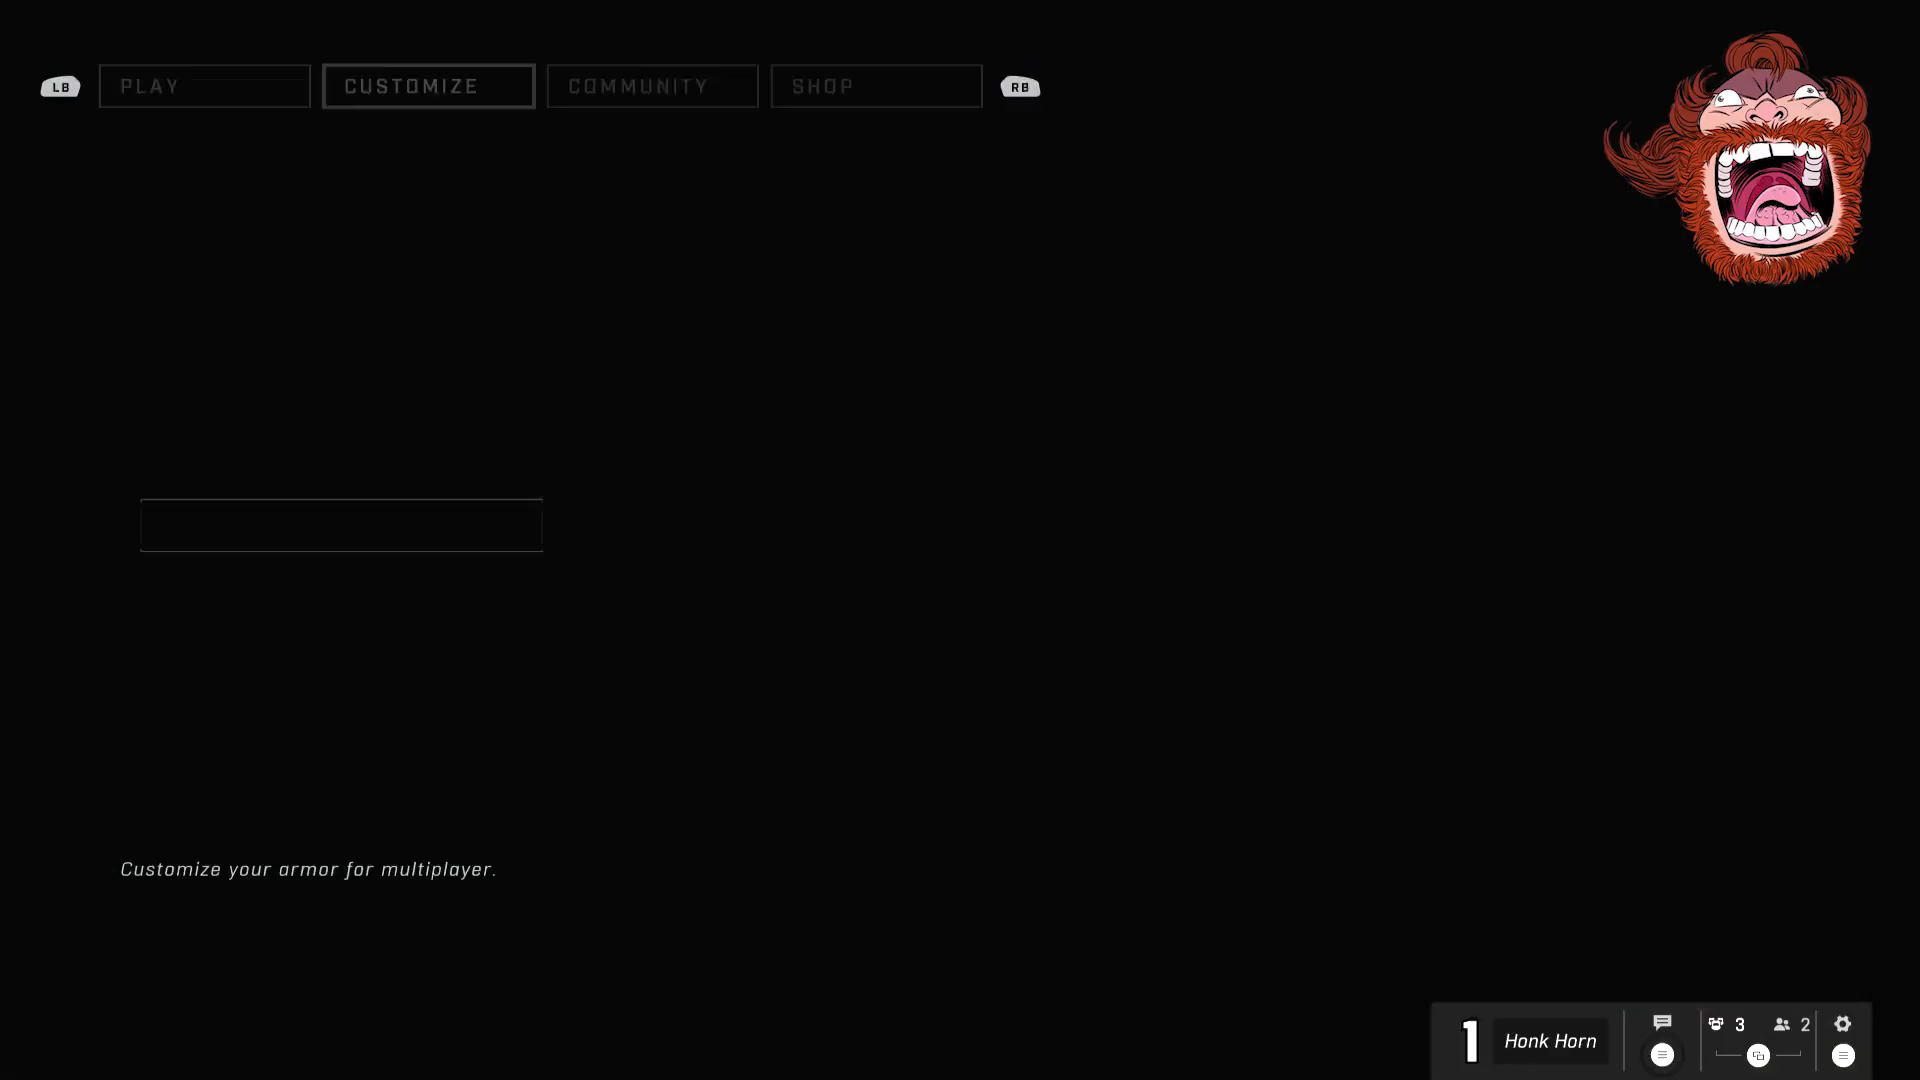 LB PLAY CUSTOMIZE COMMUNITY SHOP RB
Customize your armor for multiplayer.
1 Honk Horn 3 2